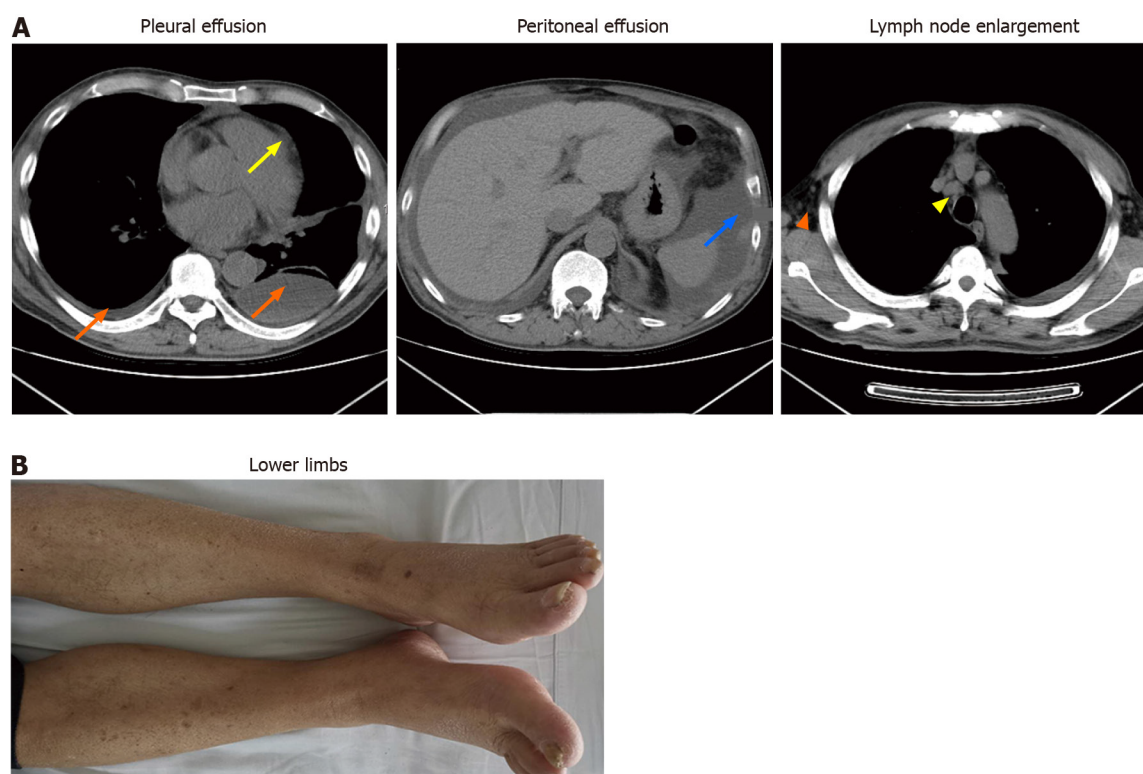 A
Pleural effusion
Peritoneal effusion
Lymph node enlargement
B
Lower limbs